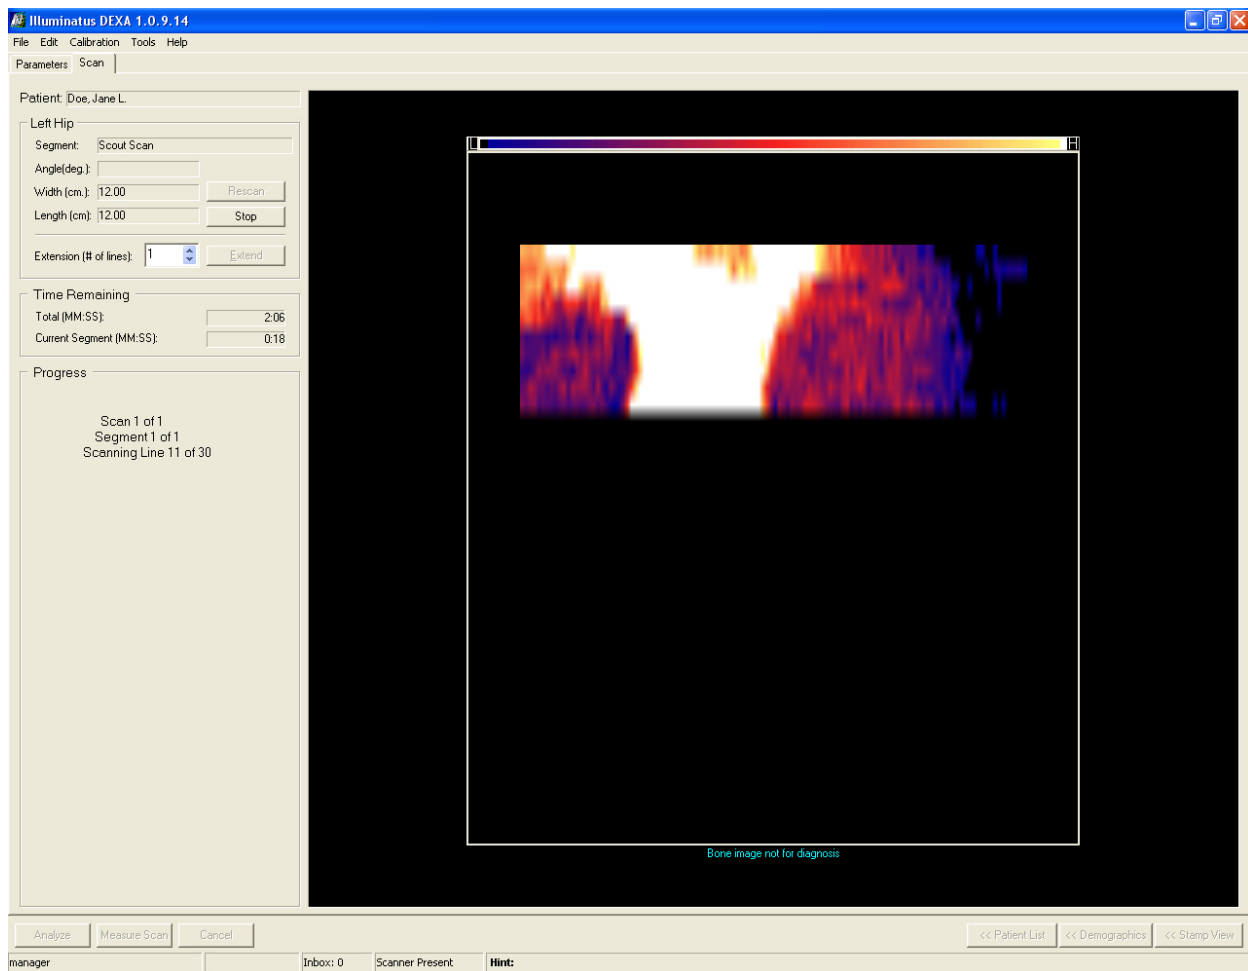 Illuminatus DEXA 1.0.9.14
File Edit Calibration Tools Help
Parameters Scan
Patient: Doe, Jane L.
Left Hip
Segment: Scout Scan
Angle(deg.):
Width (cm.): 12.00 Rescan
Length (cm): 12.00 Stop
Extension (# of lines): 1 Extend
Time Remaining
Total (MM:SS): 2:06
Current Segment (MM:SS): 0:18
Progress
Scan 1 of 1
Segment 1 of 1
Scanning Line 11 of 30
L H
Bone image not for diagnosis
Analyze Measure Scan Cancel << Patient List << Demographics << Stamp View
manager Inbox: 0 Scanner Present Hint: